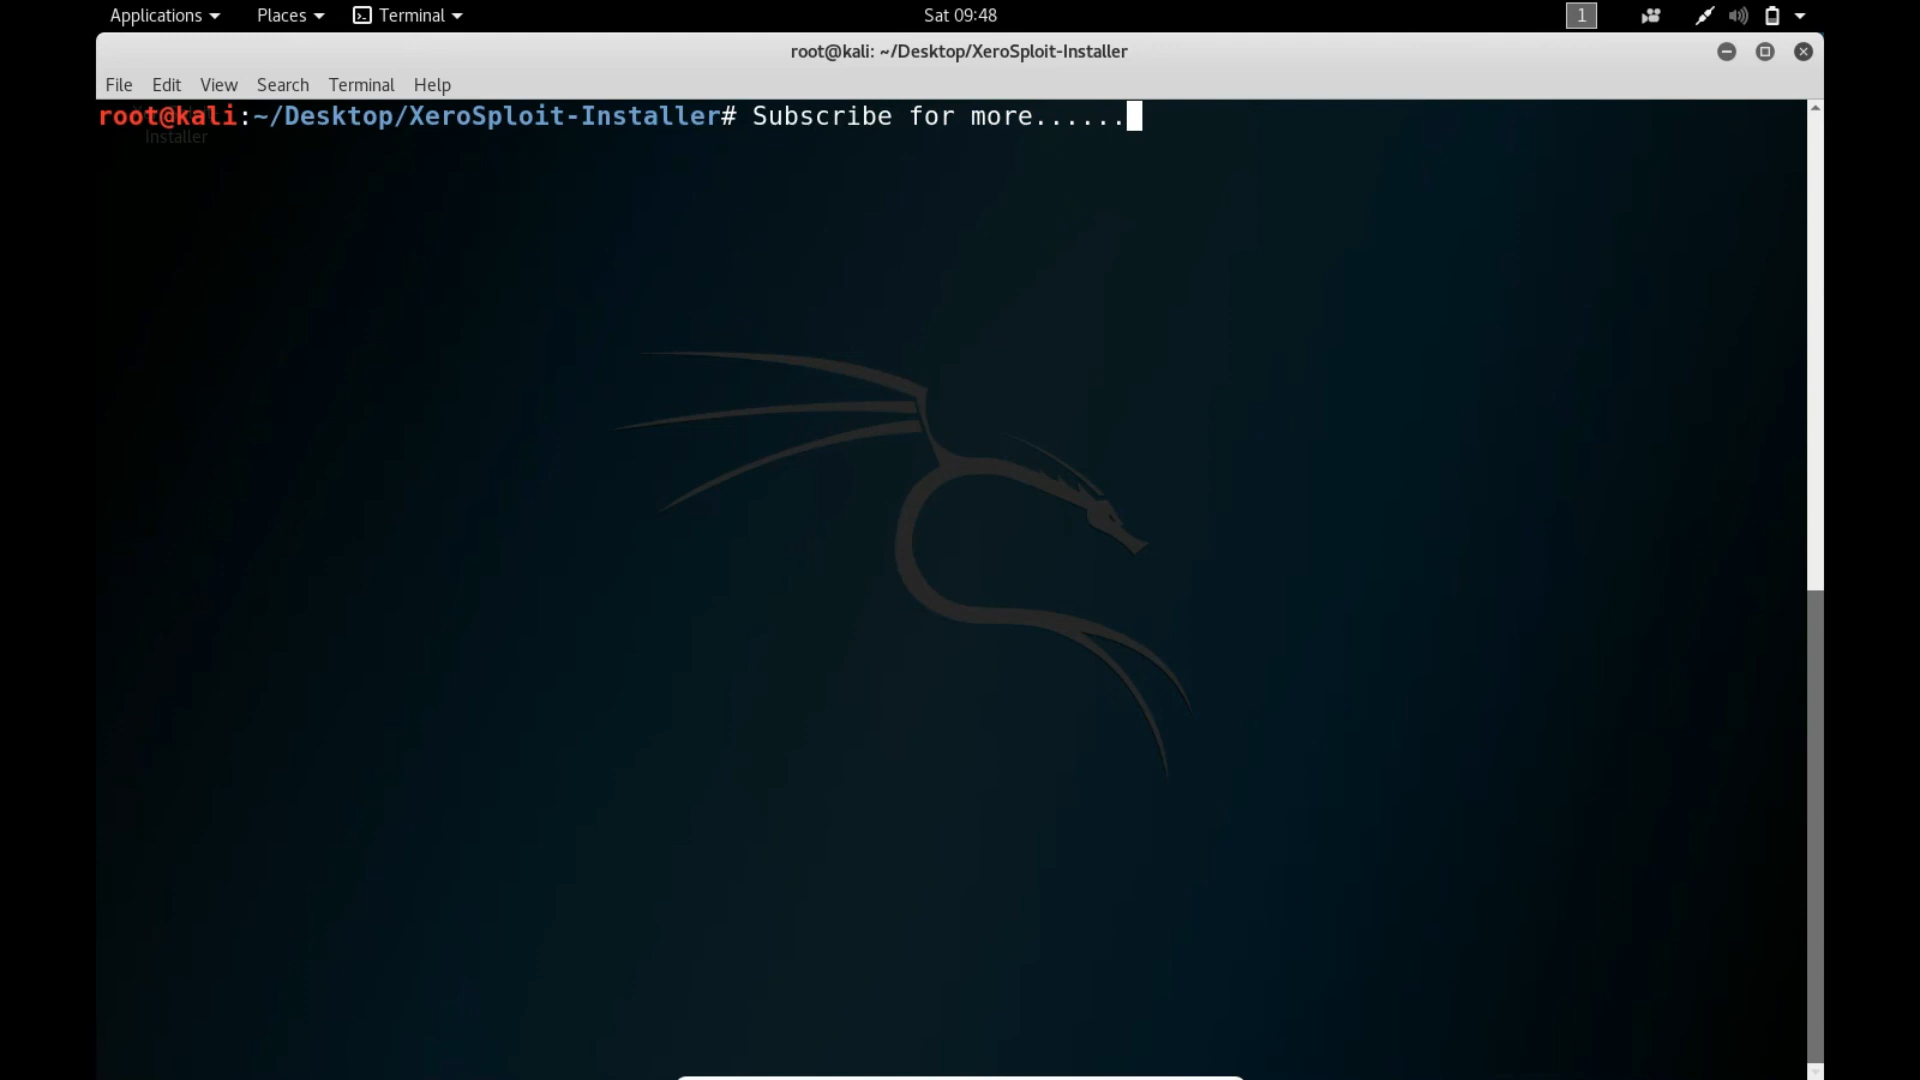 Applications Places Terminal Sat 09:48 1
root@kali: ~/Desktop/XeroSploit-Installer
File Edit View Search Terminal Help
root@kali:~/Desktop/XeroSploit-Installer# Subscribe for more......
Installer